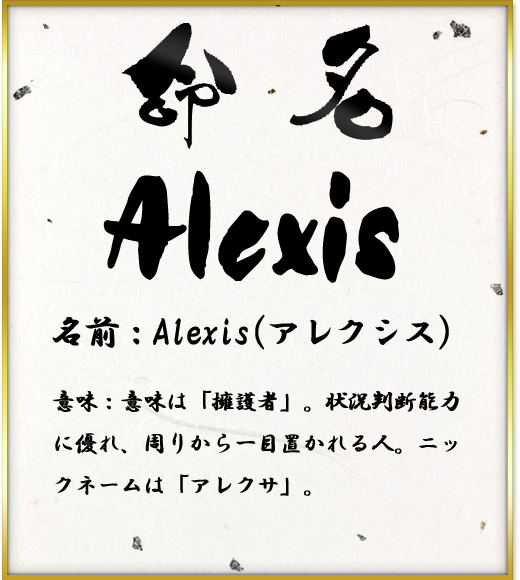 命名
Alexis
名前：Alexis(アレクシス)
意味：意味は「擁護者」。状況判断能力
に優れ、周りから一目置かれる人。ニッ
クネームは「アレクサ」。